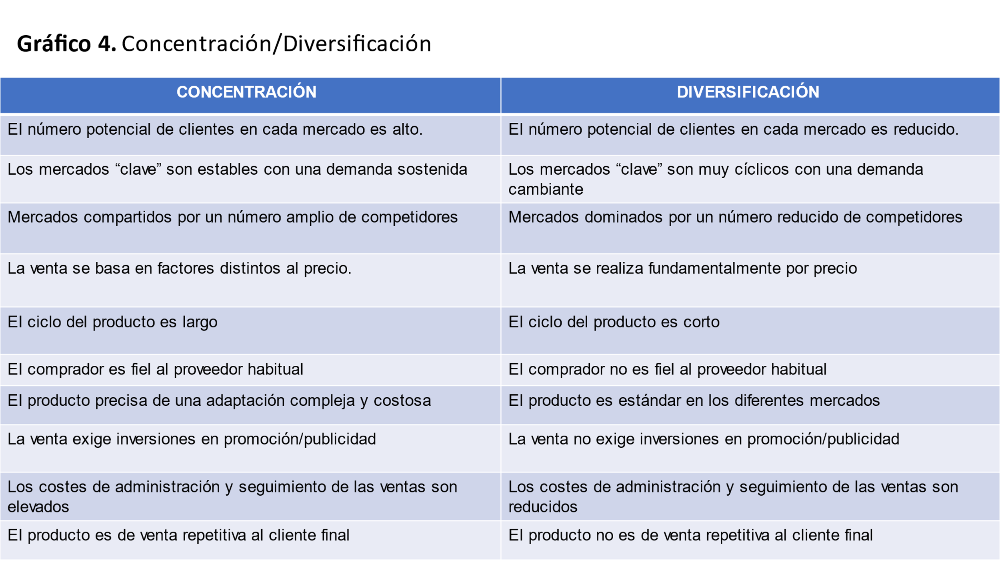 Gráfico 4. Concentración/Diversificación
CONCENTRACIÓN
DIVERSIFICACIÓN
El número potencial de clientes en cada mercado es alto.
El número potencial de clientes en cada mercado es reducido.
Los mercados “clave” son estables con una demanda sostenida
Los mercados “clave” son muy cíclicos con una demanda
cambiante
Mercados compartidos por un número amplio de competidores
Mercados dominados por un número reducido de competidores
La venta se basa en factores distintos al precio.
La venta se realiza fundamentalmente por precio
El ciclo del producto es largo
El ciclo del producto es corto
El comprador es fiel al proveedor habitual
El comprador no es fiel al proveedor habitual
El producto precisa de una adaptación compleja y costosa
El producto es estándar en los diferentes mercados
La venta exige inversiones en promoción/publicidad
La venta no exige inversiones en promoción/publicidad
Los costes de administración y seguimiento de las ventas son
elevados
Los costes de administración y seguimiento de las ventas son
reducidos
El producto es de venta repetitiva al cliente final
El producto no es de venta repetitiva al cliente final